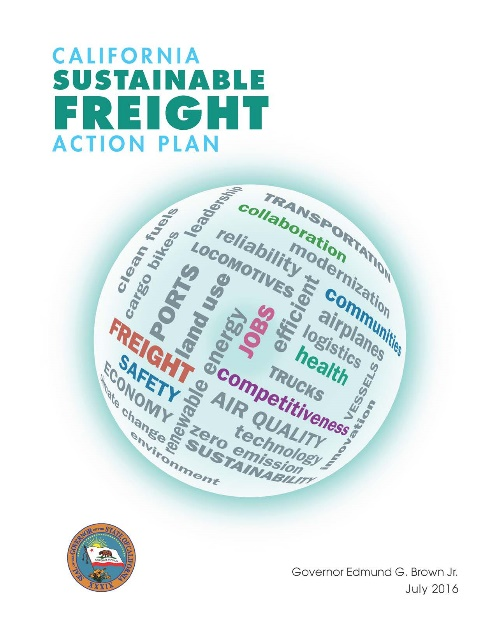 CALIFORNIA
SUSTAINABLE
FREIGHT
ACTION PLAN
leadership
TRANSPORTATION
collaboration
clean fuels
cargo bikes
reliability
modernization
LOCOMOTIVES
PORTS
land use
efficient
communities
airplanes
logistics
JOBS
energy
health
FREIGHT
SAFETY
TRUCKS
VESSELS
competitiveness
ECONOMY
renewable
AIR QUALITY
innovation
change
zero emission
technology
SUSTAINABILITY
environment
Governor Edmund G. Brown Jr.
July 2016